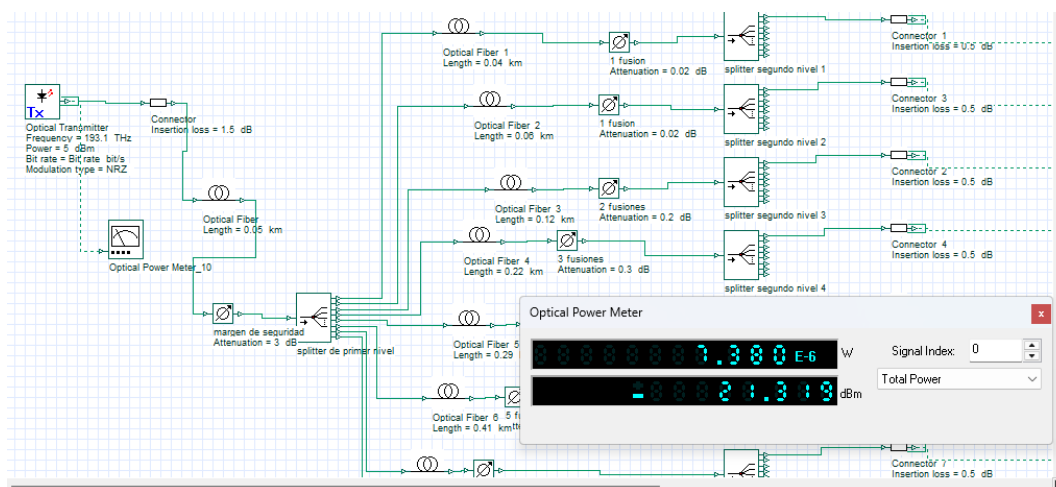 Optical Fiber 1
Length = 0.04 km
1 fusion
Attenuation = 0.02 dB
splitter segundo nivel 1
Connector 1
Insertion loss = 0.5 dB
Tx
Optical Transmitter
Frequency = 193.1 THz
Power = 5 dBm
Bit rate = Bit rate bit/s
Modulation type = NRZ
Connector
Insertion loss = 1.5 dB
Optical Fiber 2
Length = 0.06 km
1 fusion
Attenuation = 0.02 dB
splitter segundo nivel 2
Connector 3
Insertion loss = 0.5 dB
Optical Fiber
Length = 0.05 km
Optical Power Meter_10
Optical Fiber 3
Length = 0.12 km
2 fusiones
Attenuation = 0.2 dB
splitter segundo nivel 3
Connector 2
Insertion loss = 0.5 dB
Optical Fiber 4
Length = 0.22 km
3 fusiones
Attenuation = 0.3 dB
splitter segundo nivel 4
Connector 4
Insertion loss = 0.5 dB
margen de seguridad
Attenuation = 3 dB
splitter de primer nivel
Optical Fiber 5
Length = 0.29
Optical Fiber 6
Length = 0.41 km
5 f
Optical Power Meter
x
7.380 E-6 W
-21.319 dBm
Signal Index: 0
Total Power
Connector 7
Insertion loss = 0.5 dB